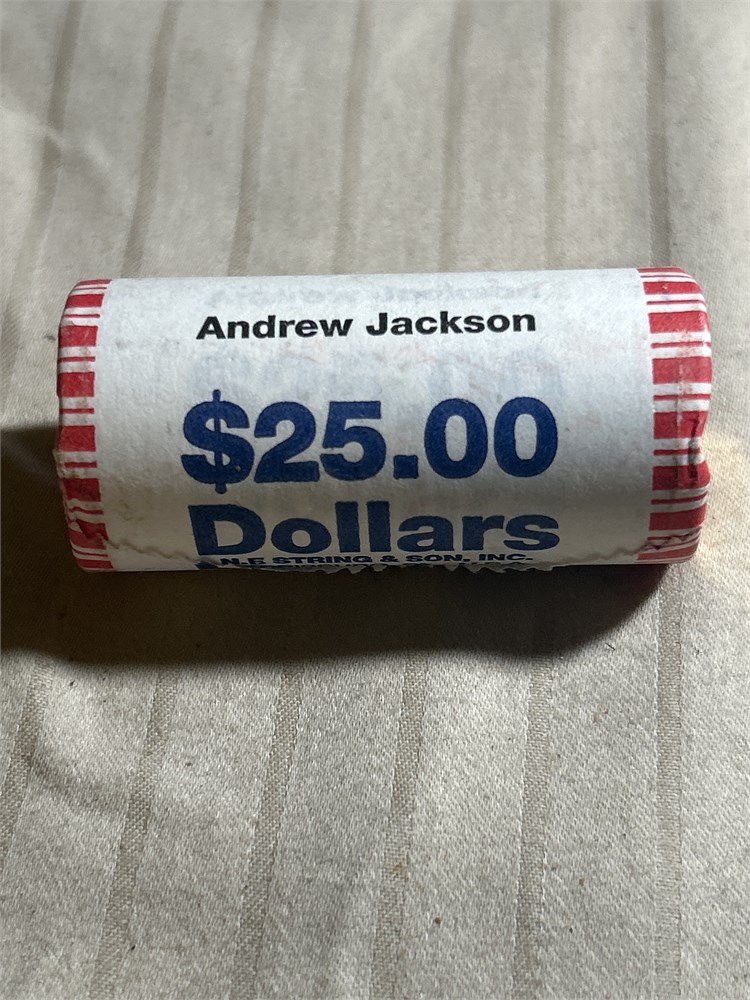 Andrew Jackson
$25.00
Dollars
N.F STRING & SON, INC.